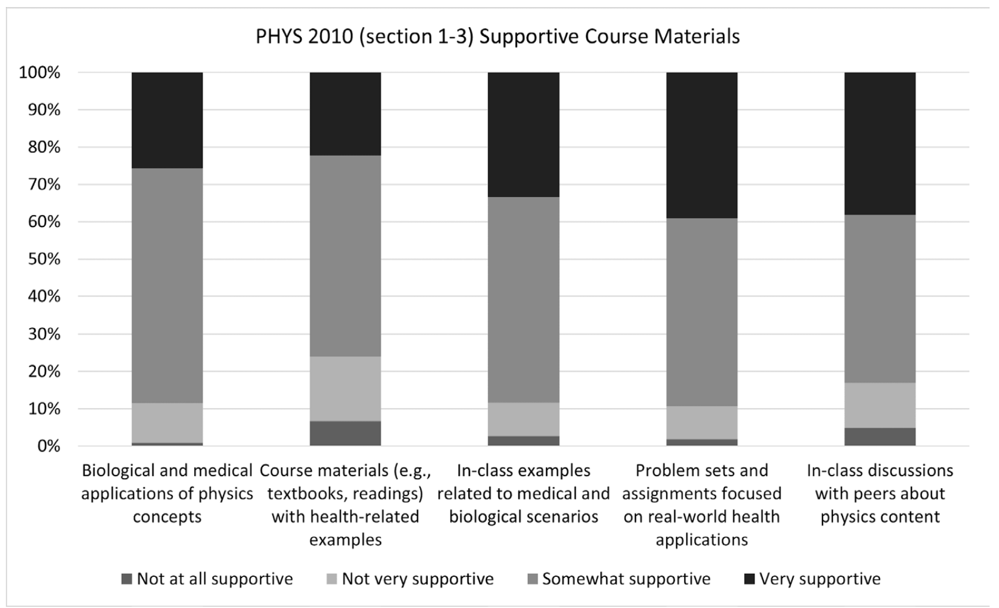 PHYS 2010 (section 1-3) Supportive Course Materials
100%
90%
80%
70%
60%
50%
40%
30%
20%
10%
0%
Biological and medical
applications of physics
concepts
Course materials (e.g.,
textbooks, readings)
with health-related
examples
In-class examples
related to medical and
biological scenarios
Problem sets and
assignments focused
on real-world health
applications
In-class discussions
with peers about
physics content
Not at all supportive
Not very supportive
Somewhat supportive
Very supportive